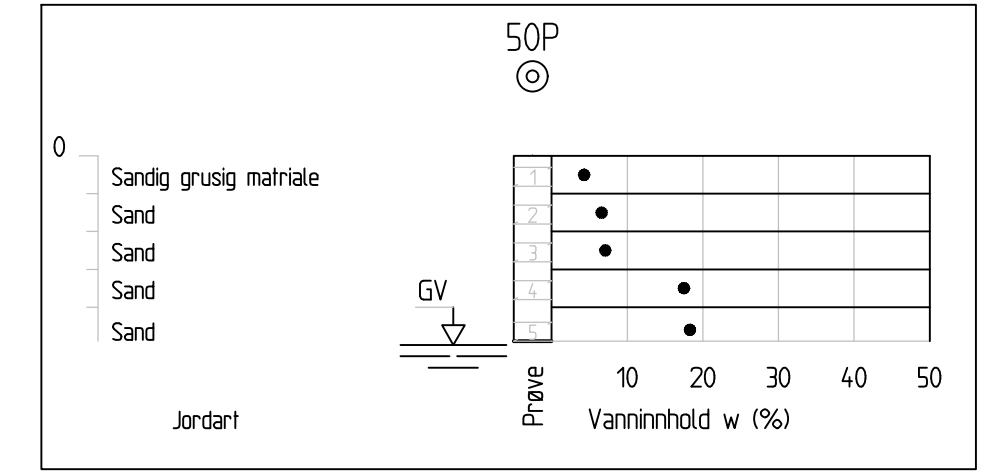 50P
0
Sandig grusig matriale
1
Sand
2
Sand
3
Sand
4
GV
Sand
5
Prøve
10 20 30 40 50
Jordart
Vanninnhold w (%)